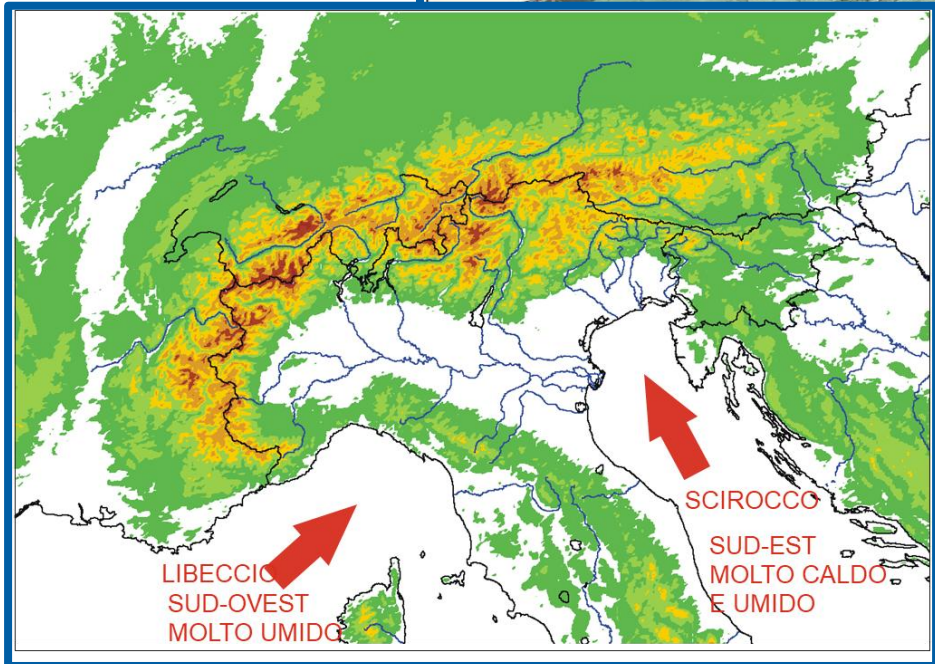 LIBECCIO
SUD-OVEST
MOLTO UMIDO
SCIROCCO
SUD-EST
MOLTO CALDO
E UMIDO